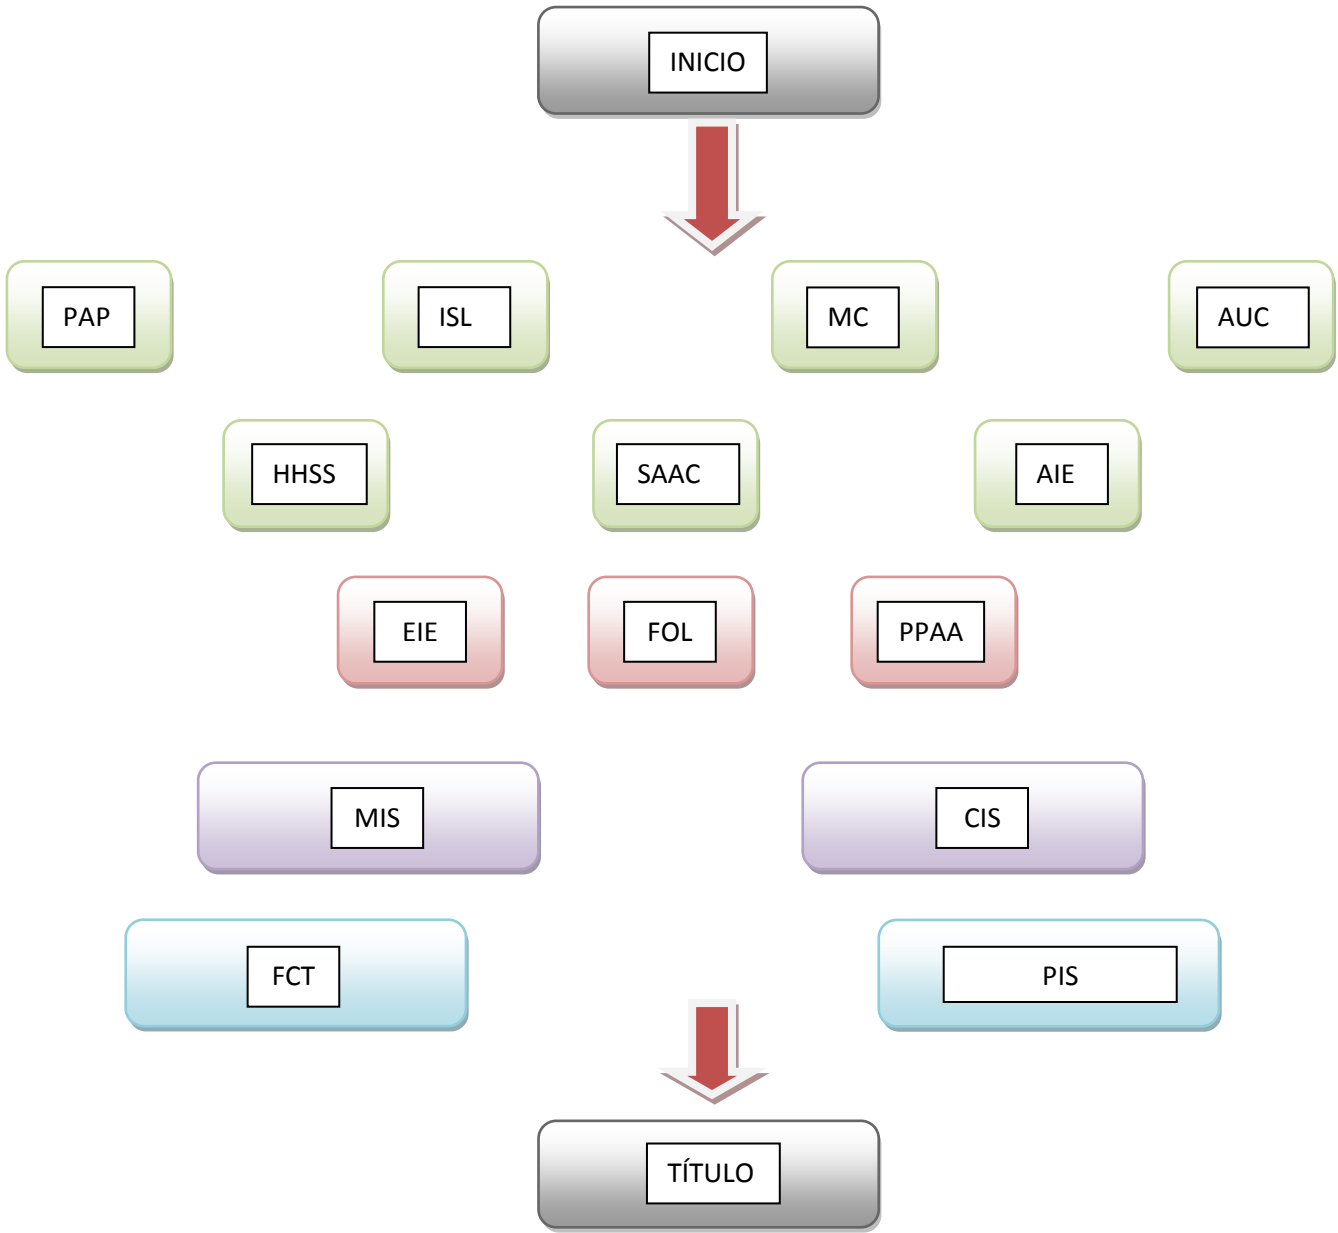 INICIO
PAP
ISL
MC
AUC
HHSS
SAAC
AIE
EIE
FOL
PPAA
MIS
CIS
FCT
PIS
TÍTULO